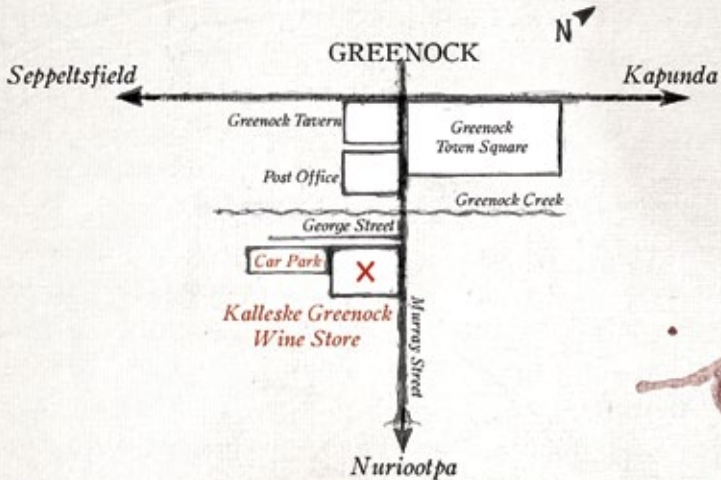 N
GREENOCK
Seppeltsfield
Kapunda
Greenock Tavern
Greenock
Town Square
Post Office
Greenock Creek
George Street
Car Park
X
Kalleske Greenock
Wine Store
Murray Street
Nuriootpa